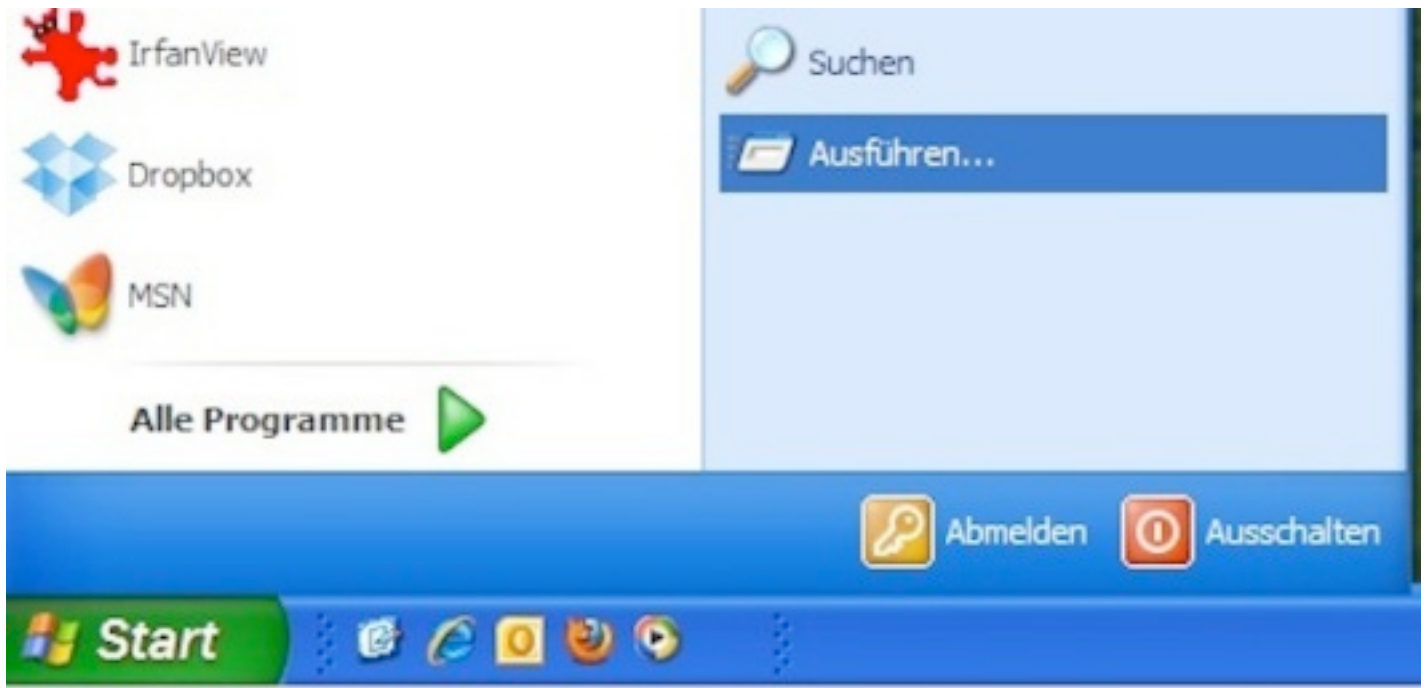 IrfanView
Dropbox
MSN
Alle Programme
Suchen
Ausführen...
Abmelden
Ausschalten
Start